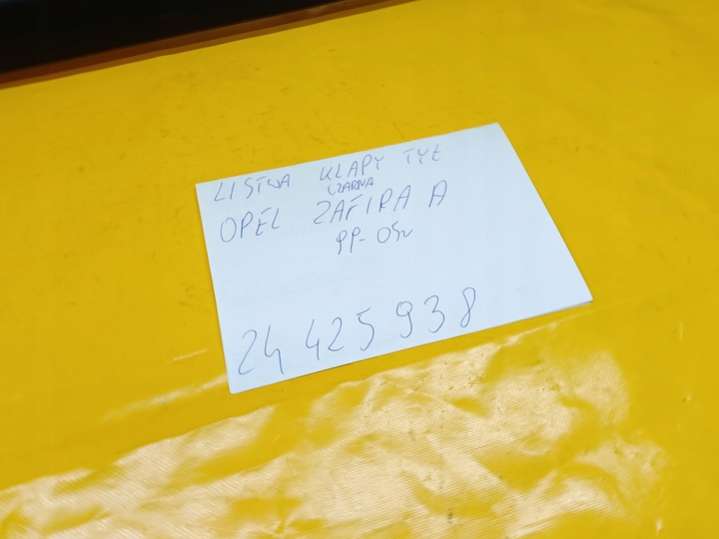 LISTWA KLAPY TYŁ
CZARNA
OPEL ZAFIRA A
99-05r
24 425 938